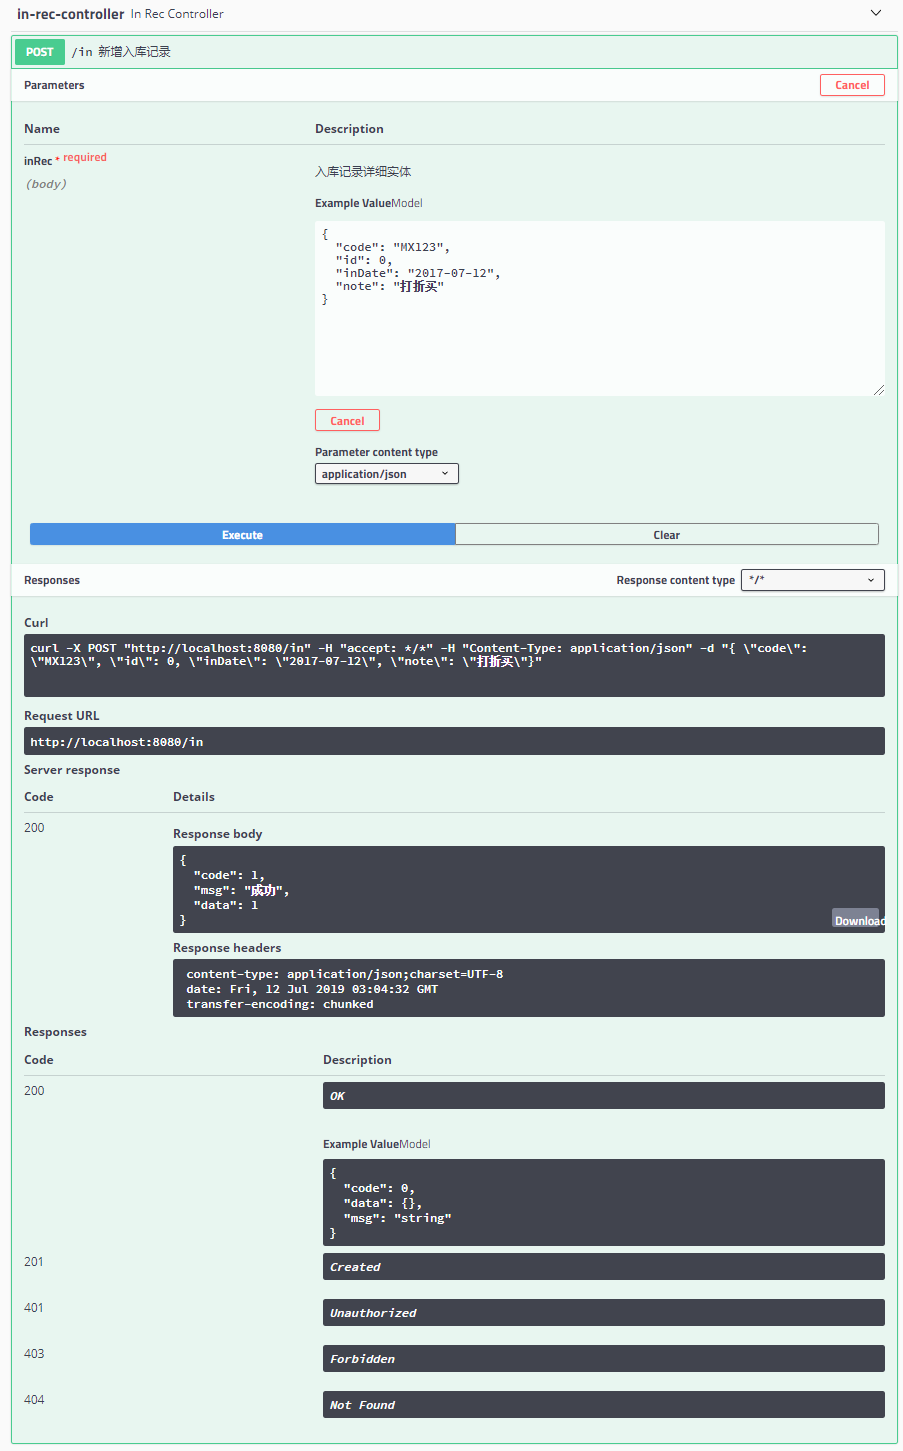 in-rec-controller In Rec Controller
POST /in 新增入库记录
Parameters Cancel
Name Description
inRec * required
(body)
入库记录详细实体
Example Value Model
{
  "code": "MX123",
  "id": 0,
  "inDate": "2017-07-12",
  "note": "打折买"
}
Cancel
Parameter content type
application/json
Execute Clear
Responses Response content type */*
Curl
curl -X POST "http://localhost:8080/in" -H "accept: */*" -H "Content-Type: application/json" -d "{ \"code\":
\"MX123\", \"id\": 0, \"inDate\": \"2017-07-12\", \"note\": \"打折买\"}"
Request URL
http://localhost:8080/in
Server response
Code Details
200
Response body
{
  "code": 1,
  "msg": "成功",
  "data": 1
}
Download
Response headers
content-type: application/json;charset=UTF-8
date: Fri, 12 Jul 2019 03:04:32 GMT
transfer-encoding: chunked
Responses
Code Description
200 OK
Example Value Model
{
  "code": 0,
  "data": {},
  "msg": "string"
}
201 Created
401 Unauthorized
403 Forbidden
404 Not Found